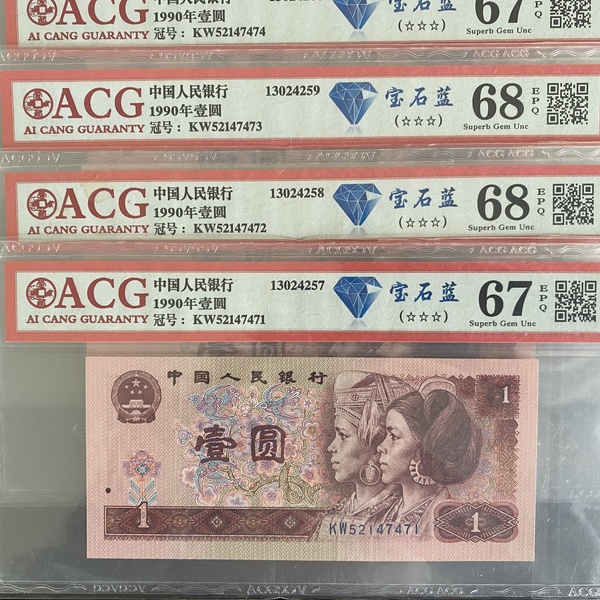 ACG
AI CANG GUARANTY
1990年壹圆
冠号： KW52147474
宝石蓝
(☆☆☆)
67
EPQ
Superb Gem Unc
ACG
AI CANG GUARANTY
中国人民银行
1990年壹圆
冠号： KW52147473
13024259
宝石蓝
(☆☆☆)
68
EPQ
Superb Gem Unc
ACG
AI CANG GUARANTY
中国人民银行
1990年壹圆
冠号： KW52147472
13024258
宝石蓝
(☆☆☆)
68
EPQ
Superb Gem Unc
ACG
AI CANG GUARANTY
中国人民银行
1990年壹圆
冠号： KW52147471
13024257
宝石蓝
(☆☆☆)
67
EPQ
Superb Gem Unc
中国人民银行
1
壹圆
1
KW52147471
1